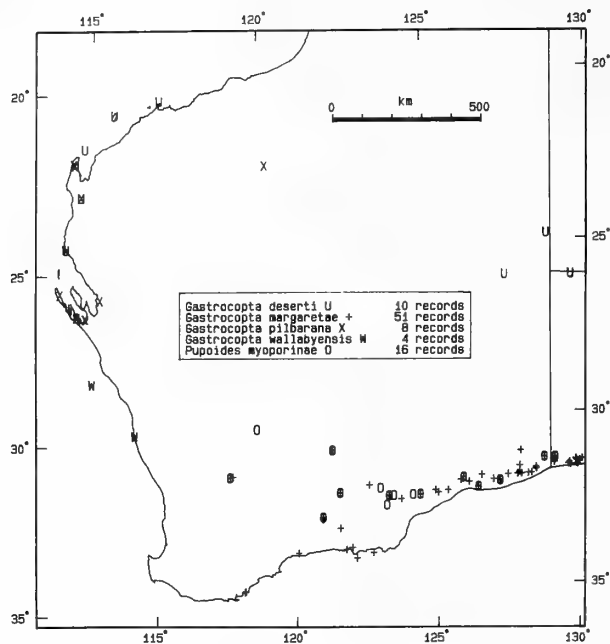 115° 120° 125° 130°
km
0 500
20° 20°
25° 25°
Gastrocopta deserti U 10 records
Gastrocopta margaretae + 51 records
Gastrocopta pilbarana X 8 records
Gastrocopta wallabyensis W 4 records
Pupoides myoporinae O 16 records
30° 30°
35° 35°
115° 120° 125° 130°